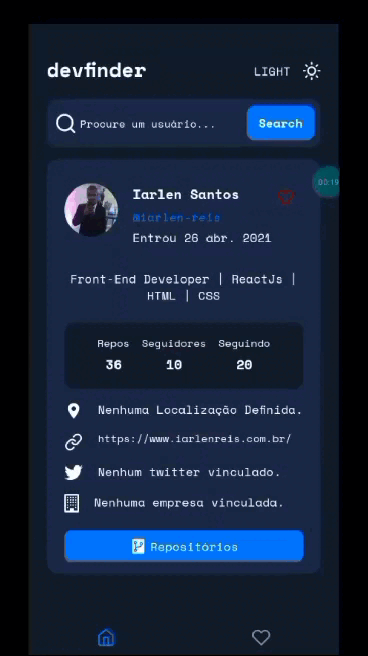 devfinder
LIGHT
Procure um usuário...
Search
00:19
Iarlen Santos
@iarlen-reis
Entrou 26 abr. 2021
Front-End Developer | ReactJs |
HTML | CSS
Repos Seguidores Seguindo
36 10 20
Nenhuma Localização Definida.
https://www.iarlenreis.com.br/
Nenhum twitter vinculado.
Nenhuma empresa vinculada.
Repositórios